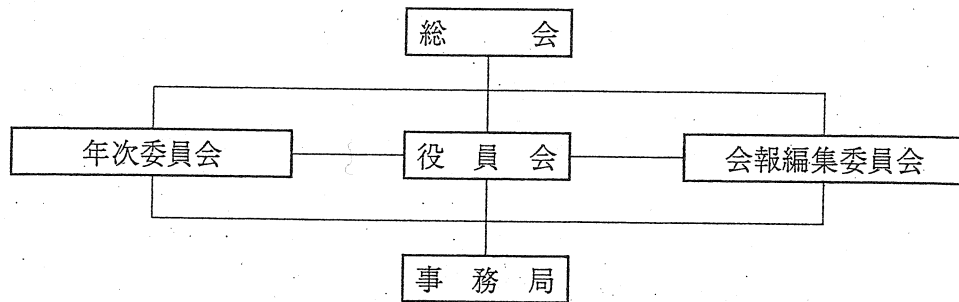 総　　会
年次委員会　役　員　会　会報編集委員会
事　務　局